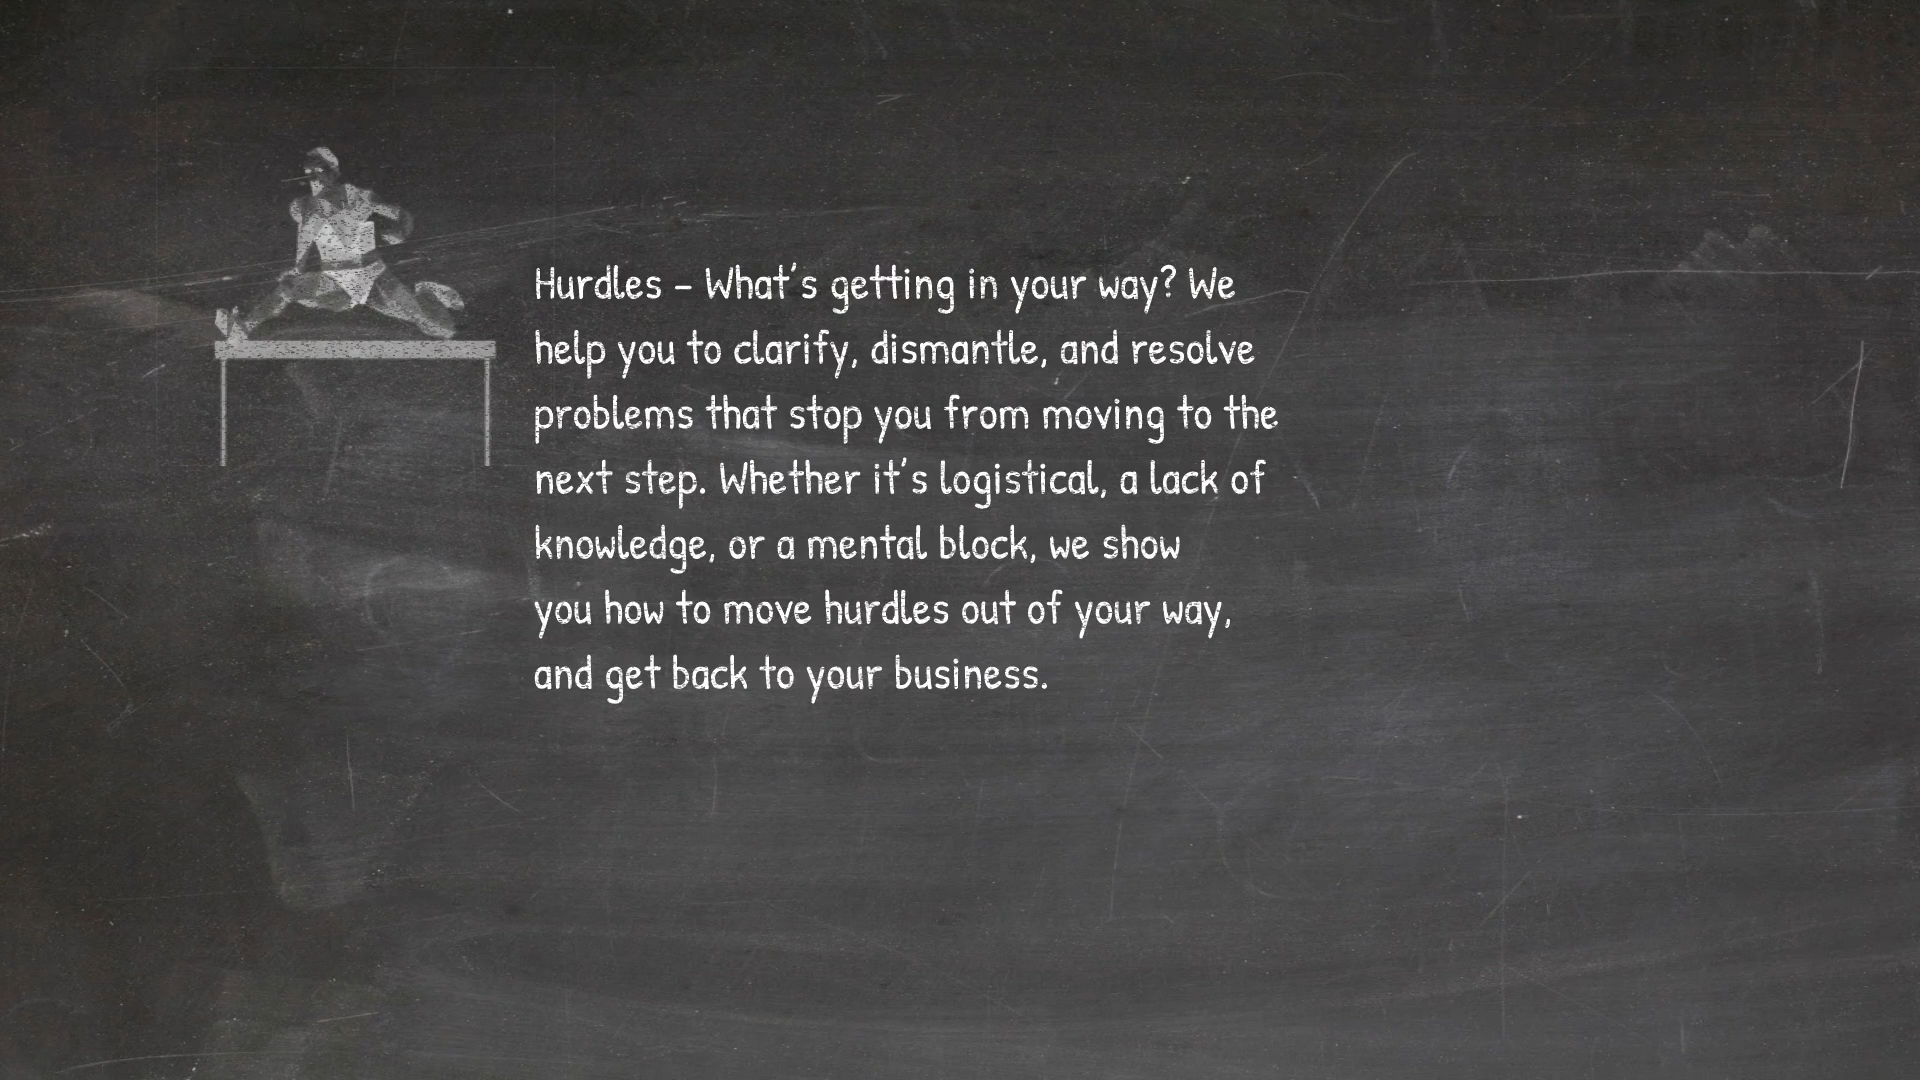 Hurdles – What's getting in your way? We
help you to clarify, dismantle, and resolve
problems that stop you from moving to the
next step. Whether it's logistical, a lack of
knowledge, or a mental block, we show
you how to move hurdles out of your way,
and get back to your business.